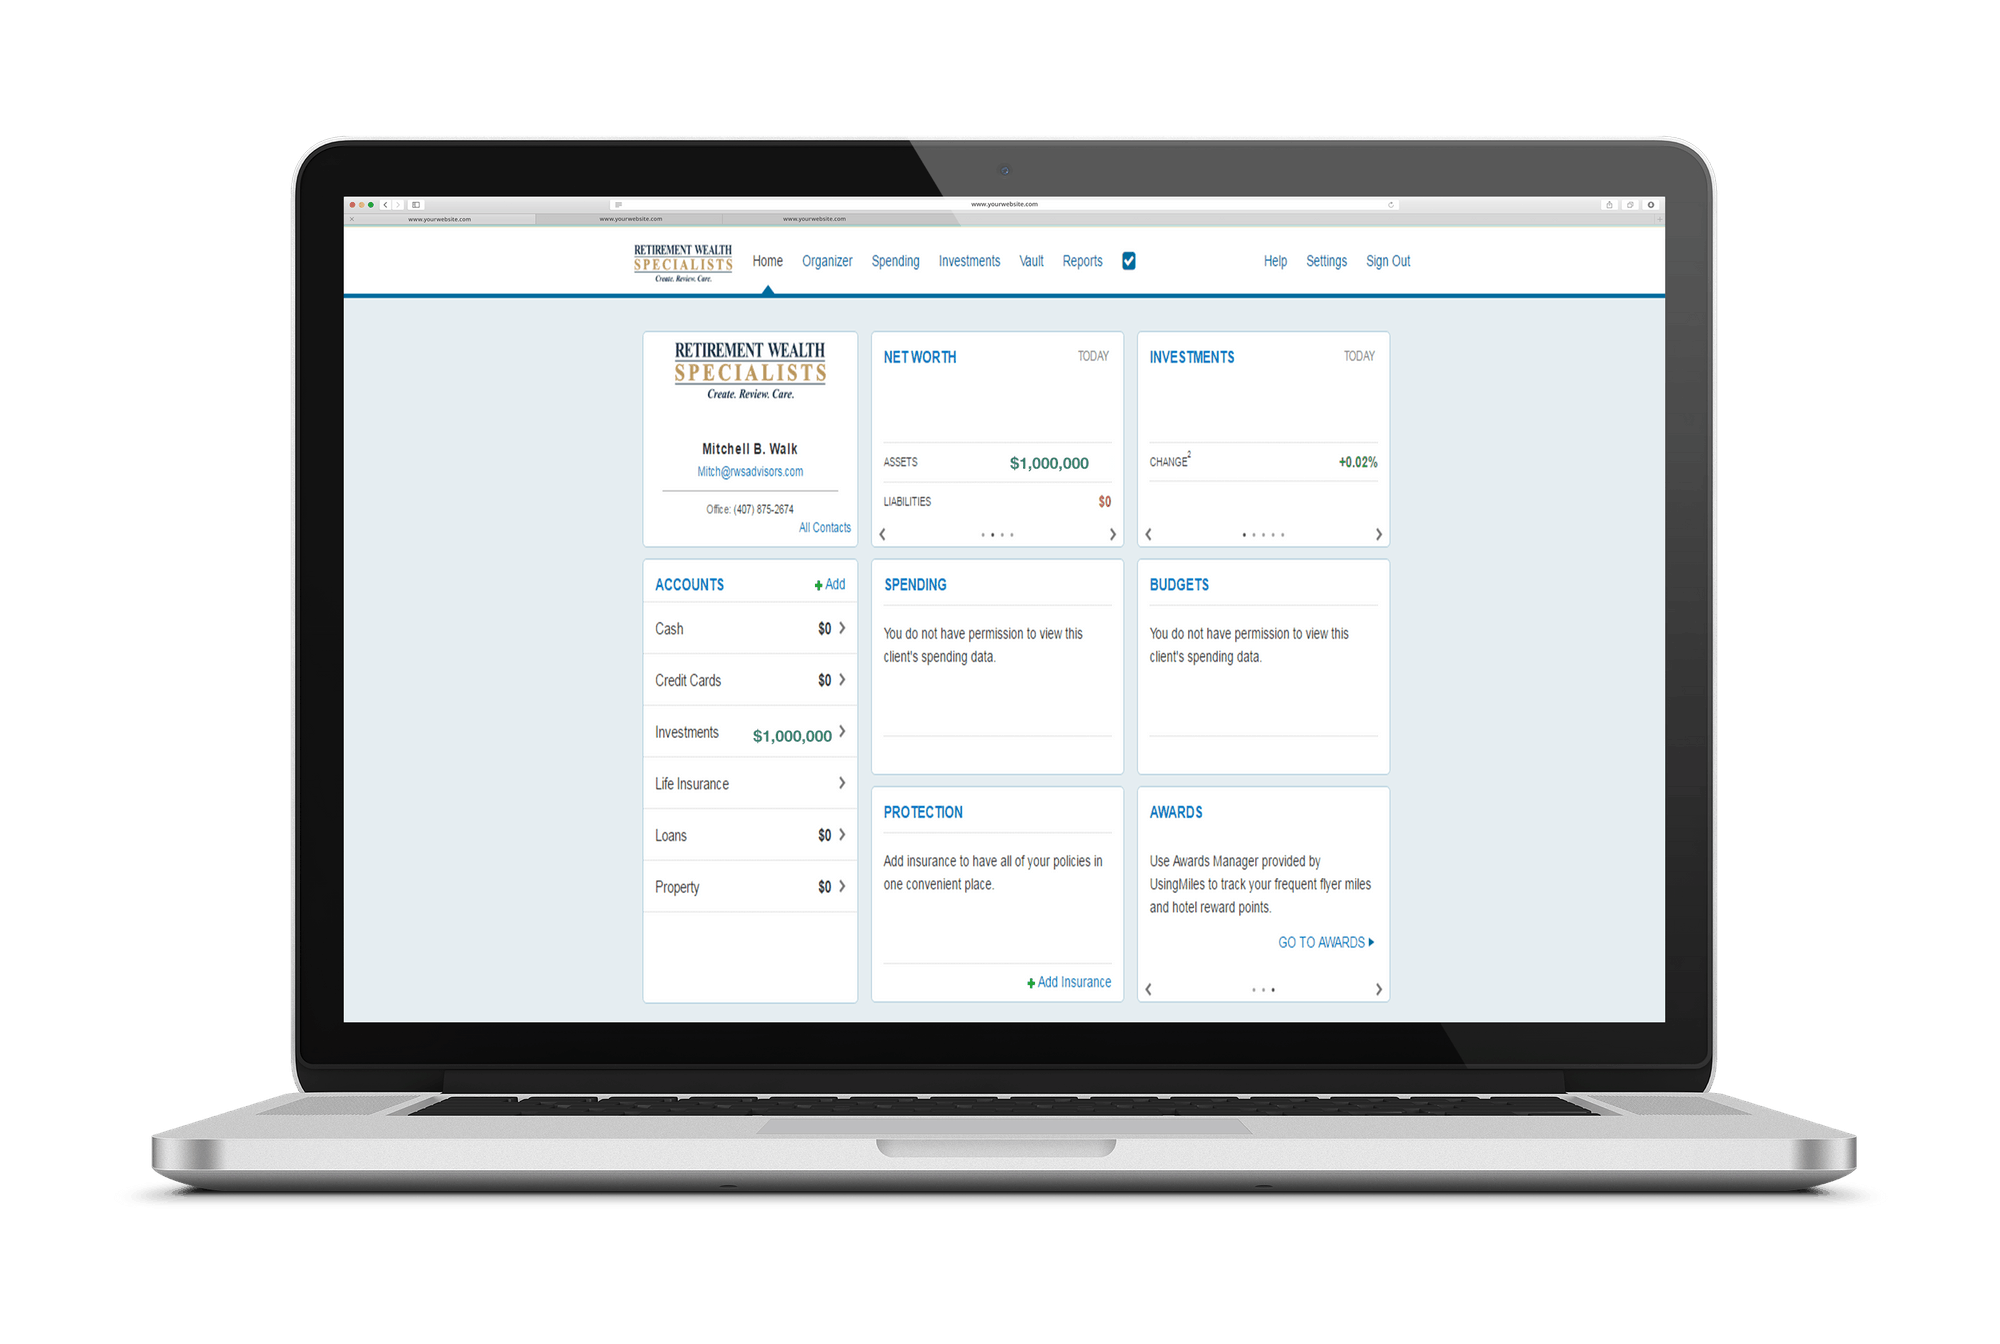 www.yourwebsite.com
www.yourwebsite.com www.yourwebsite.com www.yourwebsite.com
RETIREMENT WEALTH
SPECIALISTS
Create. Review. Care.
Home Organizer Spending Investments Vault Reports Help Settings Sign Out
RETIREMENT WEALTH
SPECIALISTS
Create. Review. Care.
Mitchell B. Walk
Mitch@rwsadvisors.com
Office: (407) 875-2674
All Contacts
NET WORTH TODAY
ASSETS $1,000,000
LIABILITIES $0
INVESTMENTS TODAY
CHANGE2 +0.02%
ACCOUNTS + Add
Cash $0
Credit Cards $0
Investments $1,000,000
Life Insurance
Loans $0
Property $0
SPENDING
You do not have permission to view this
client's spending data.
BUDGETS
You do not have permission to view this
client's spending data.
PROTECTION
Add insurance to have all of your policies in
one convenient place.
+ Add Insurance
AWARDS
Use Awards Manager provided by
UsingMiles to track your frequent flyer miles
and hotel reward points.
GO TO AWARDS